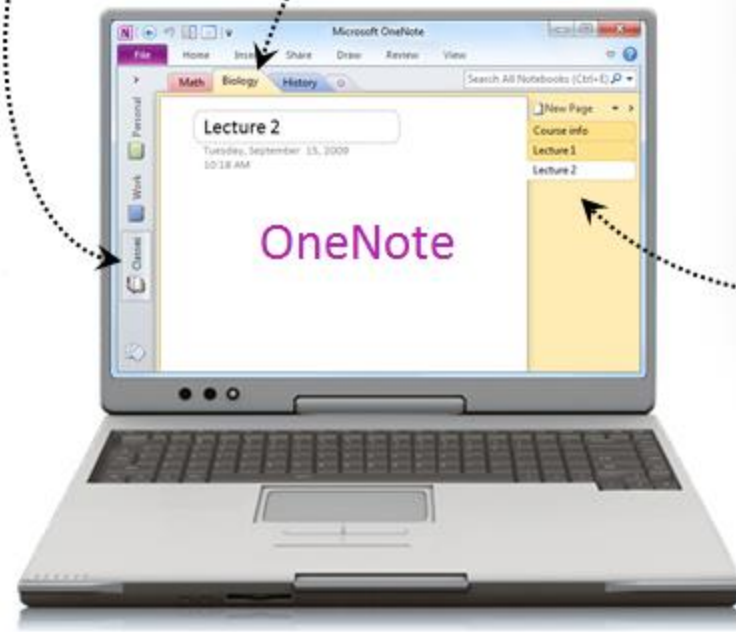 Microsoft OneNote
File Home Insert Share Draw Review View
Math Biology History Search All Notebooks (Ctrl+E)
New Page
Personal
Work
Classes
Lecture 2
Tuesday, September 15, 2009
10:18 AM
Course info
Lecture 1
Lecture 2
OneNote